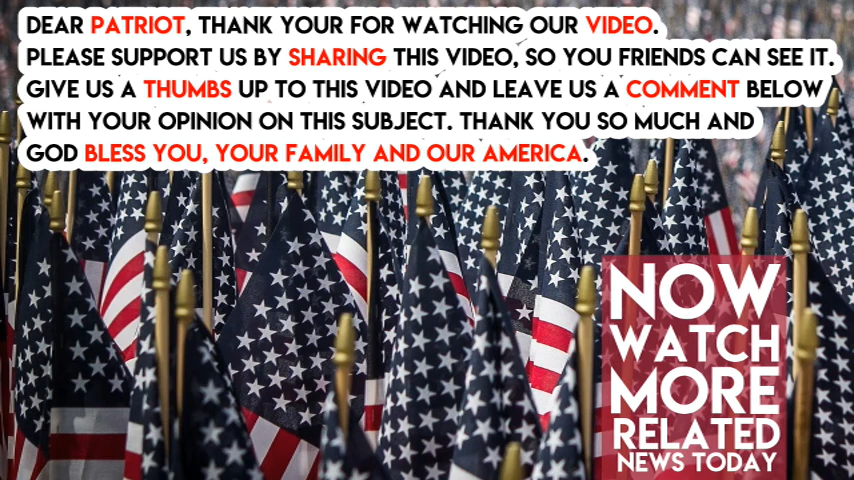 DEAR PATRIOT, THANK YOUR FOR WATCHING OUR VIDEO.
PLEASE SUPPORT US BY SHARING THIS VIDEO, SO YOU FRIENDS CAN SEE IT.
GIVE US A THUMBS UP TO THIS VIDEO AND LEAVE US A COMMENT BELOW
WITH YOUR OPINION ON THIS SUBJECT. THANK YOU SO MUCH AND
GOD BLESS YOU, YOUR FAMILY AND OUR AMERICA.
NOW
WATCH
MORE
RELATED
NEWS TODAY